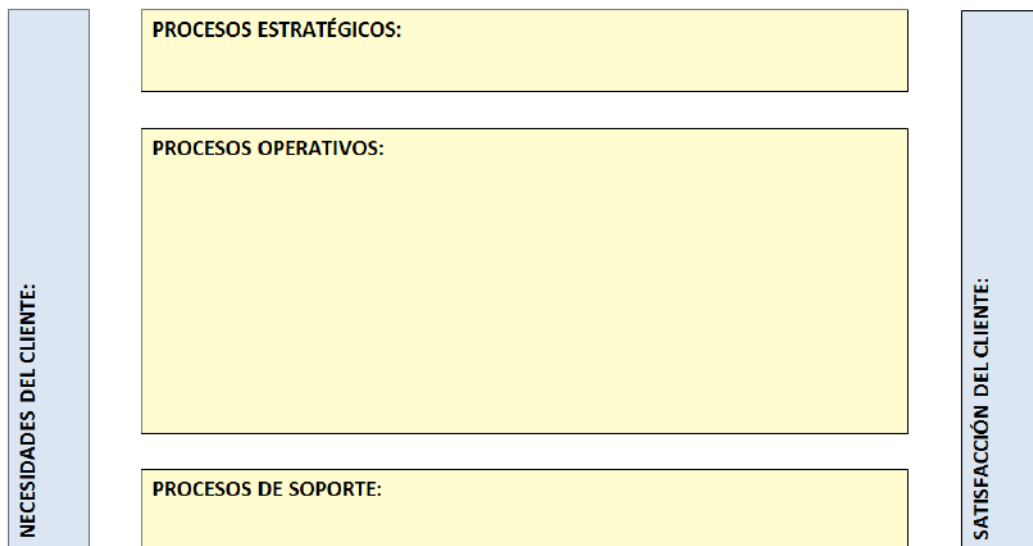 NECESIDADES DEL CLIENTE:
PROCESOS ESTRATÉGICOS:
PROCESOS OPERATIVOS:
PROCESOS DE SOPORTE:
SATISFACCIÓN DEL CLIENTE: